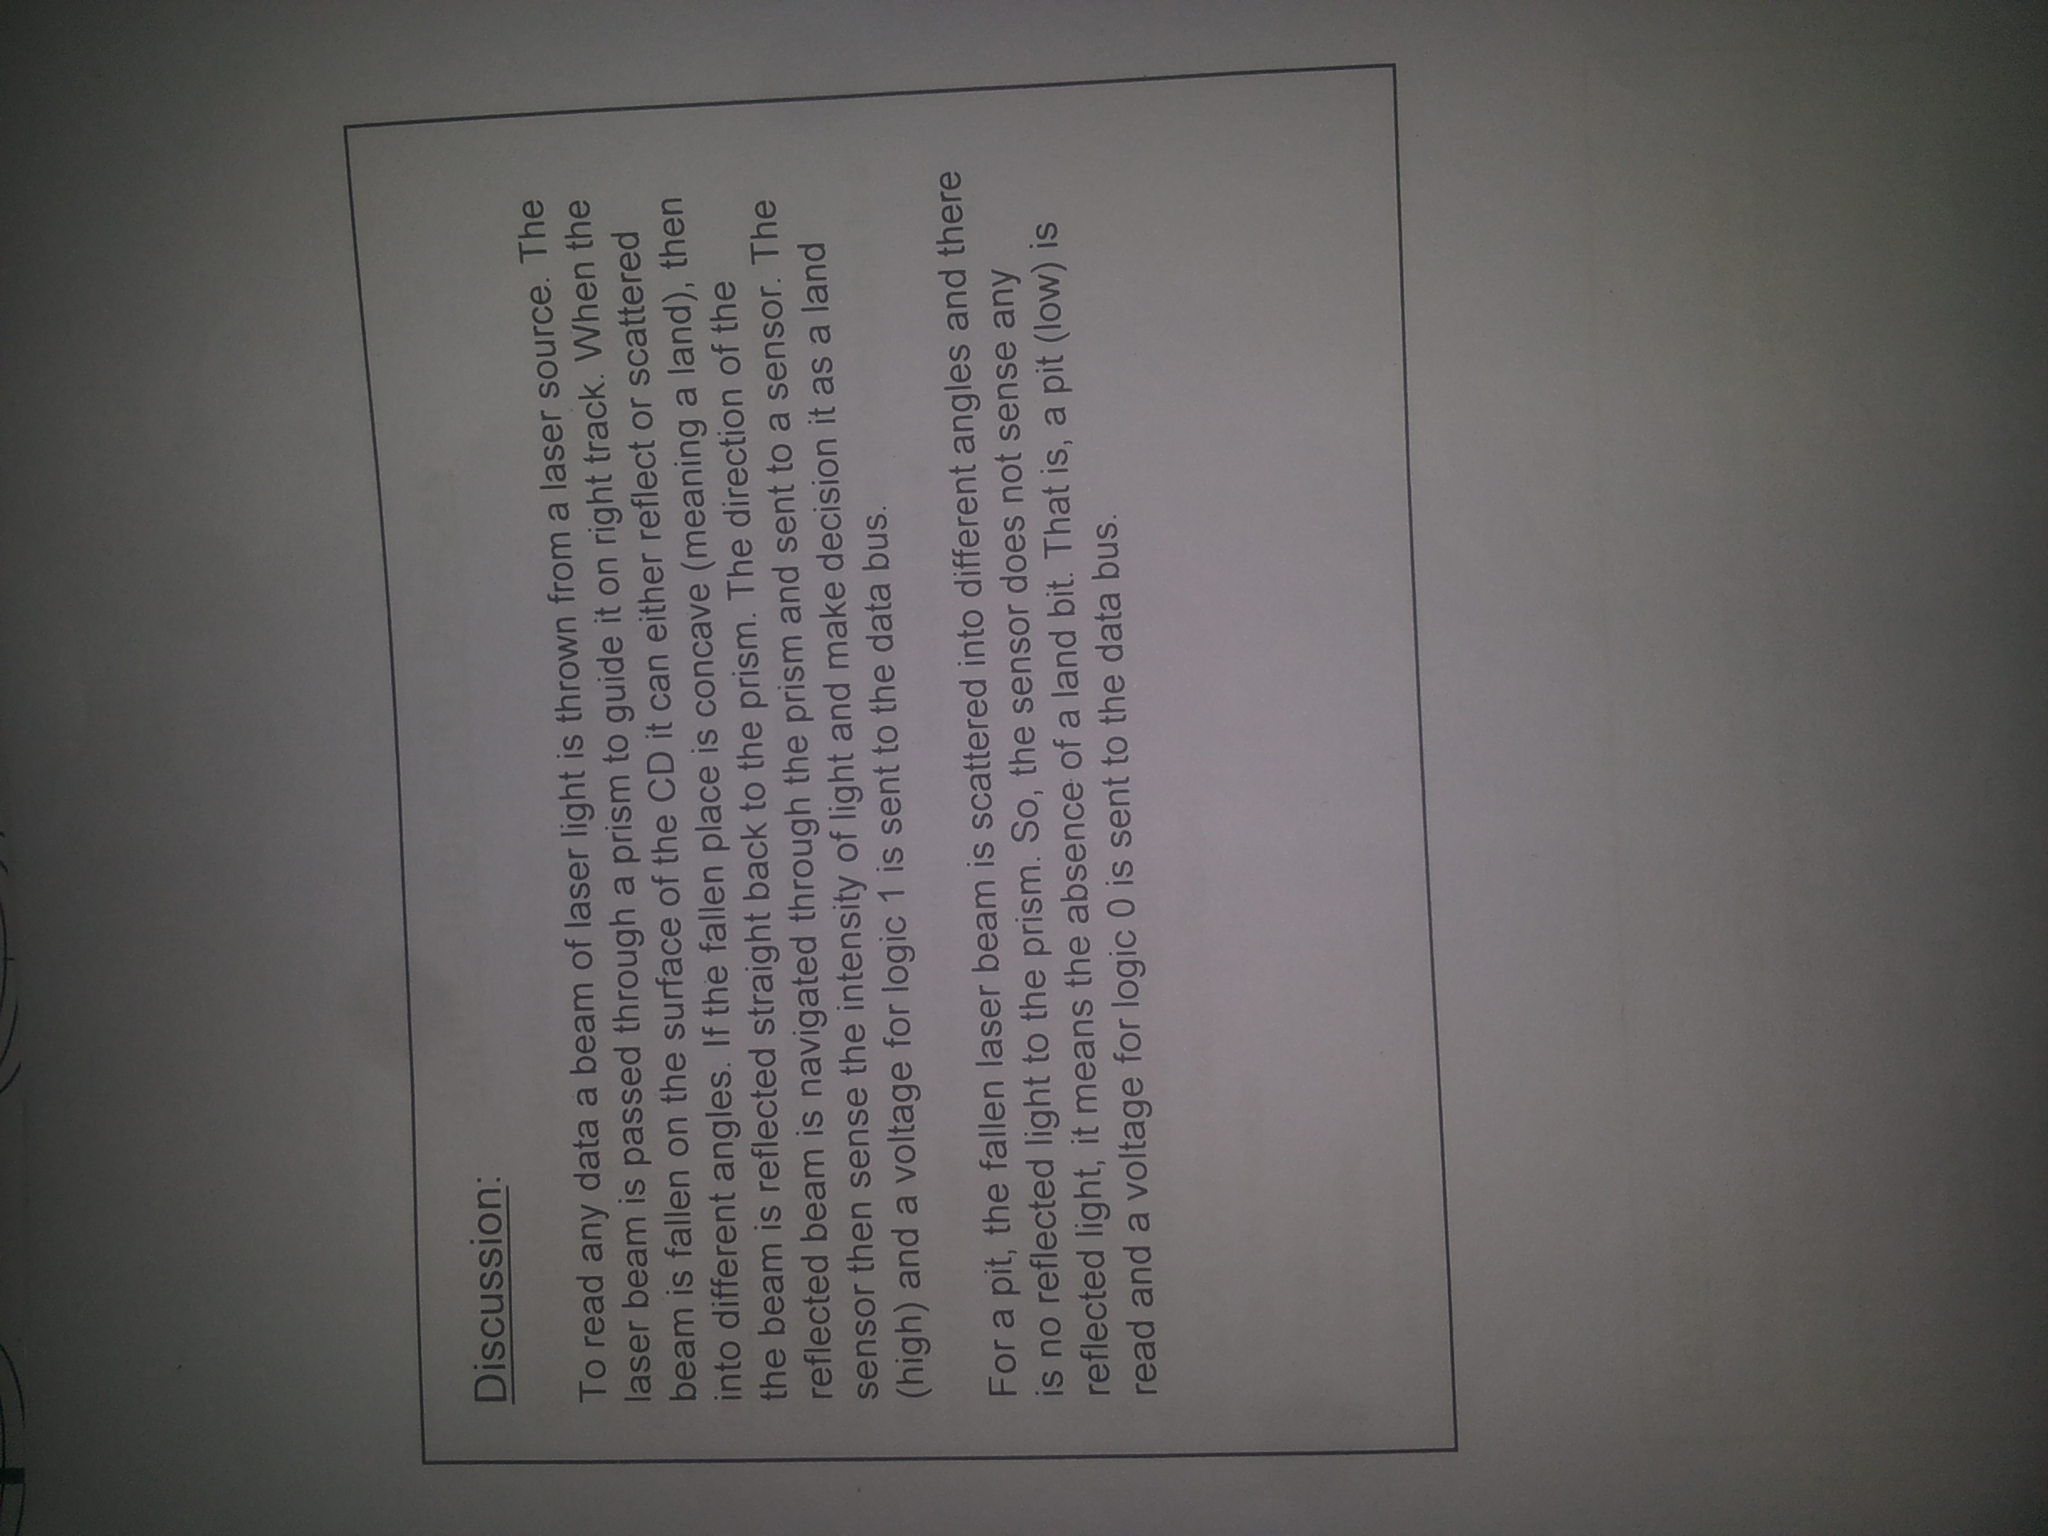 Discussion:
To read any data a beam of laser light is thrown from a laser source. The
laser beam is passed through a prism to guide it on right track. When the
beam is fallen on the surface of the CD it can either reflect or scattered
into different angles. If the fallen place is concave (meaning a land), then
the beam is reflected straight back to the prism. The direction of the
reflected beam is navigated through the prism and sent to a sensor. The
sensor then sense the intensity of light and make decision it as a land
(high) and a voltage for logic 1 is sent to the data bus.
For a pit, the fallen laser beam is scattered into different angles and there
is no reflected light to the prism. So, the sensor does not sense any
reflected light, it means the absence of a land bit. That is, a pit (low) is
read and a voltage for logic 0 is sent to the data bus.